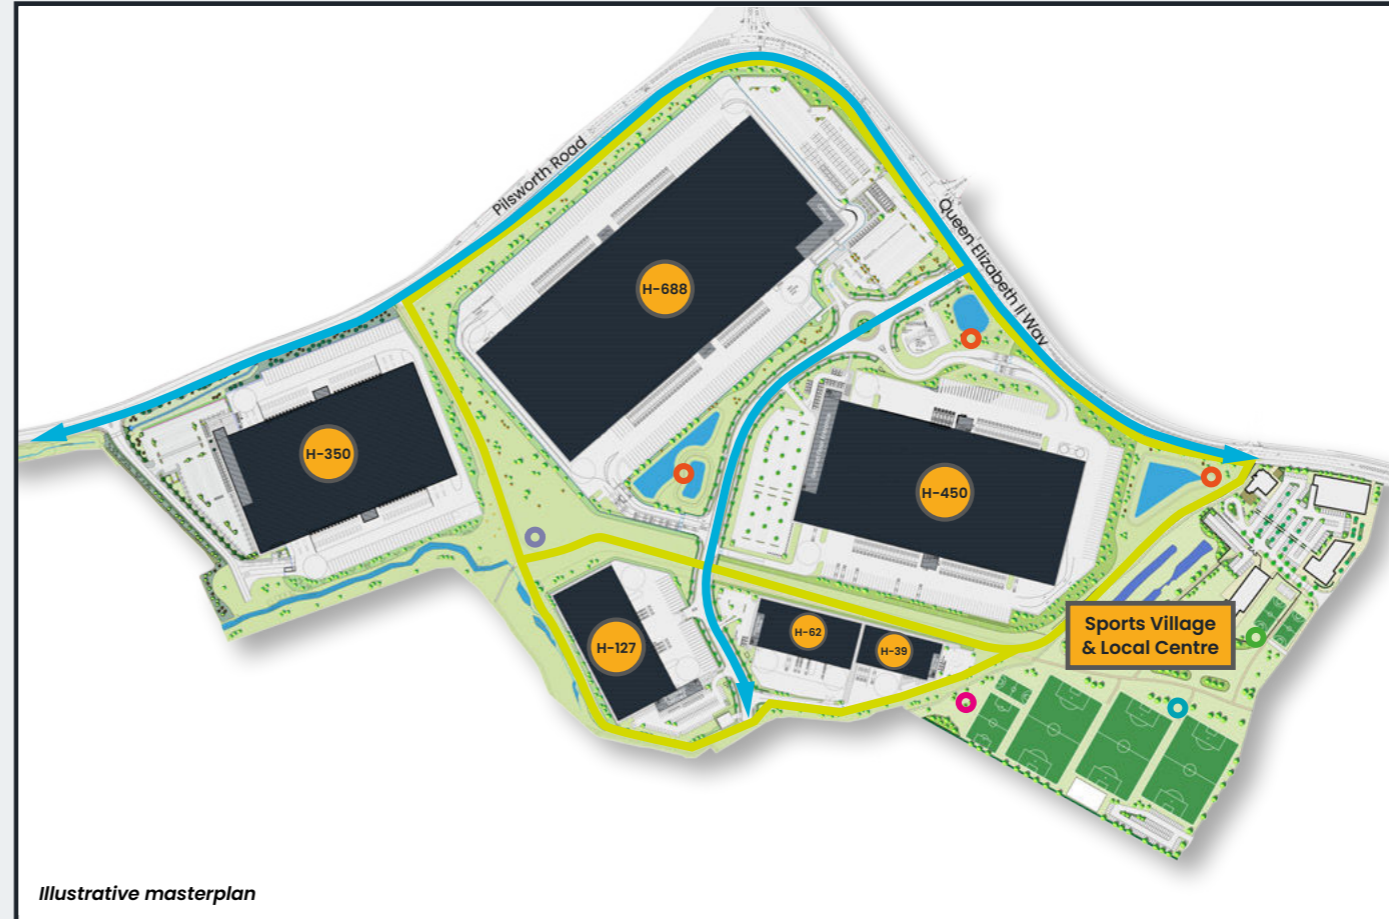 Pilsworth Road
Queen Elizabeth II Way
H-688
H-350
H-450
H-127
H-62
H-39
Sports Village
& Local Centre
Illustrative masterplan